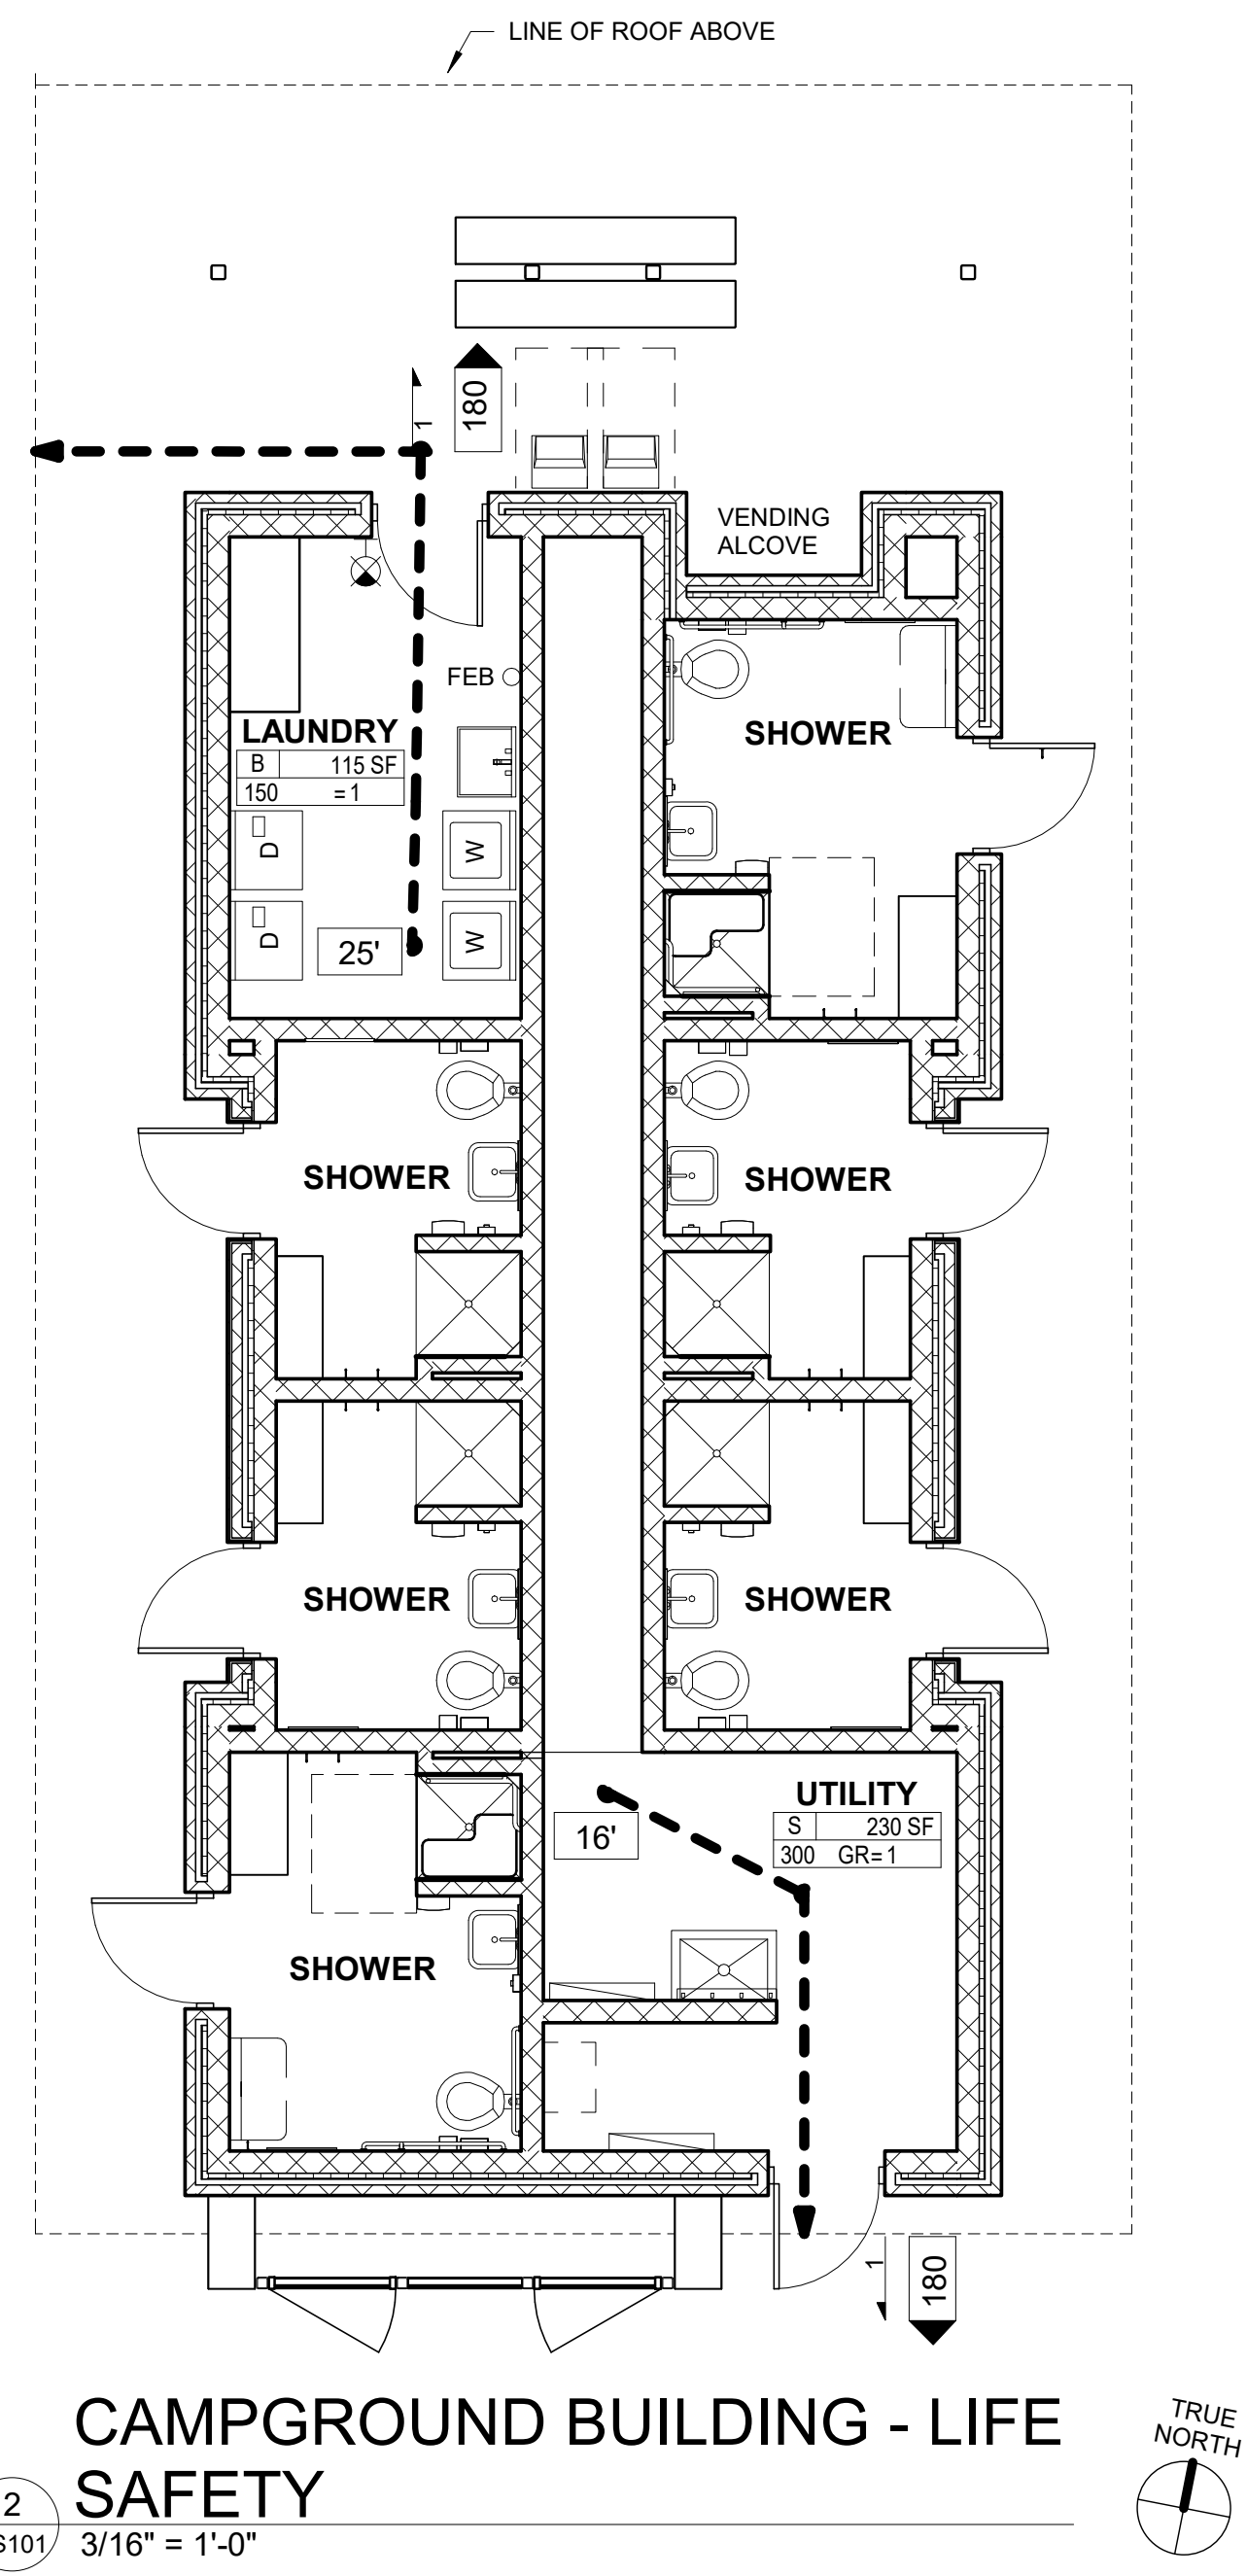 LINE OF ROOF ABOVE
180
1
VENDING
ALCOVE
FEB
LAUNDRY
B 115 SF
150 =1
SHOWER
D
W
D
W
25'
SHOWER
SHOWER
SHOWER
SHOWER
UTILITY
S 230 SF
300 GR=1
16'
SHOWER
1
180
CAMPGROUND BUILDING - LIFE
SAFETY
2
S101
3/16" = 1'-0"
TRUE
NORTH